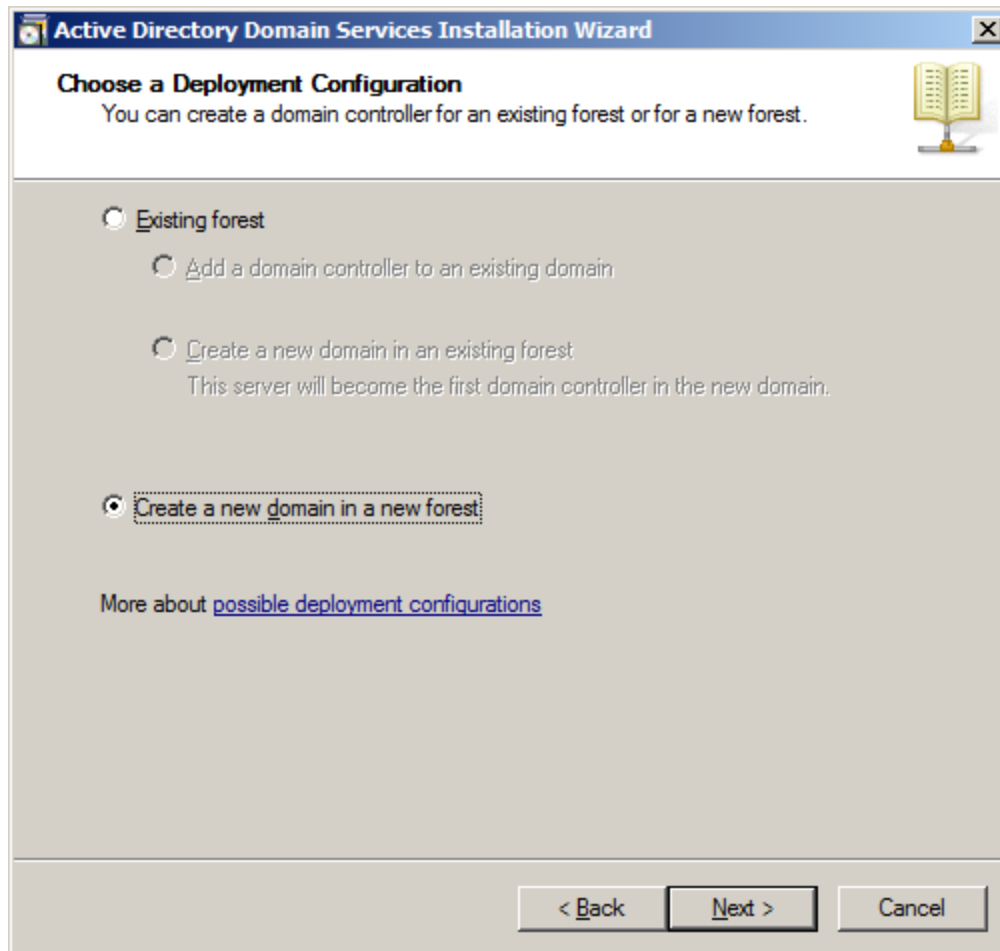 Active Directory Domain Services Installation Wizard
Choose a Deployment Configuration
You can create a domain controller for an existing forest or for a new forest.
Existing forest
Add a domain controller to an existing domain
Create a new domain in an existing forest
This server will become the first domain controller in the new domain.
Create a new domain in a new forest
More about possible deployment configurations
< Back Next > Cancel